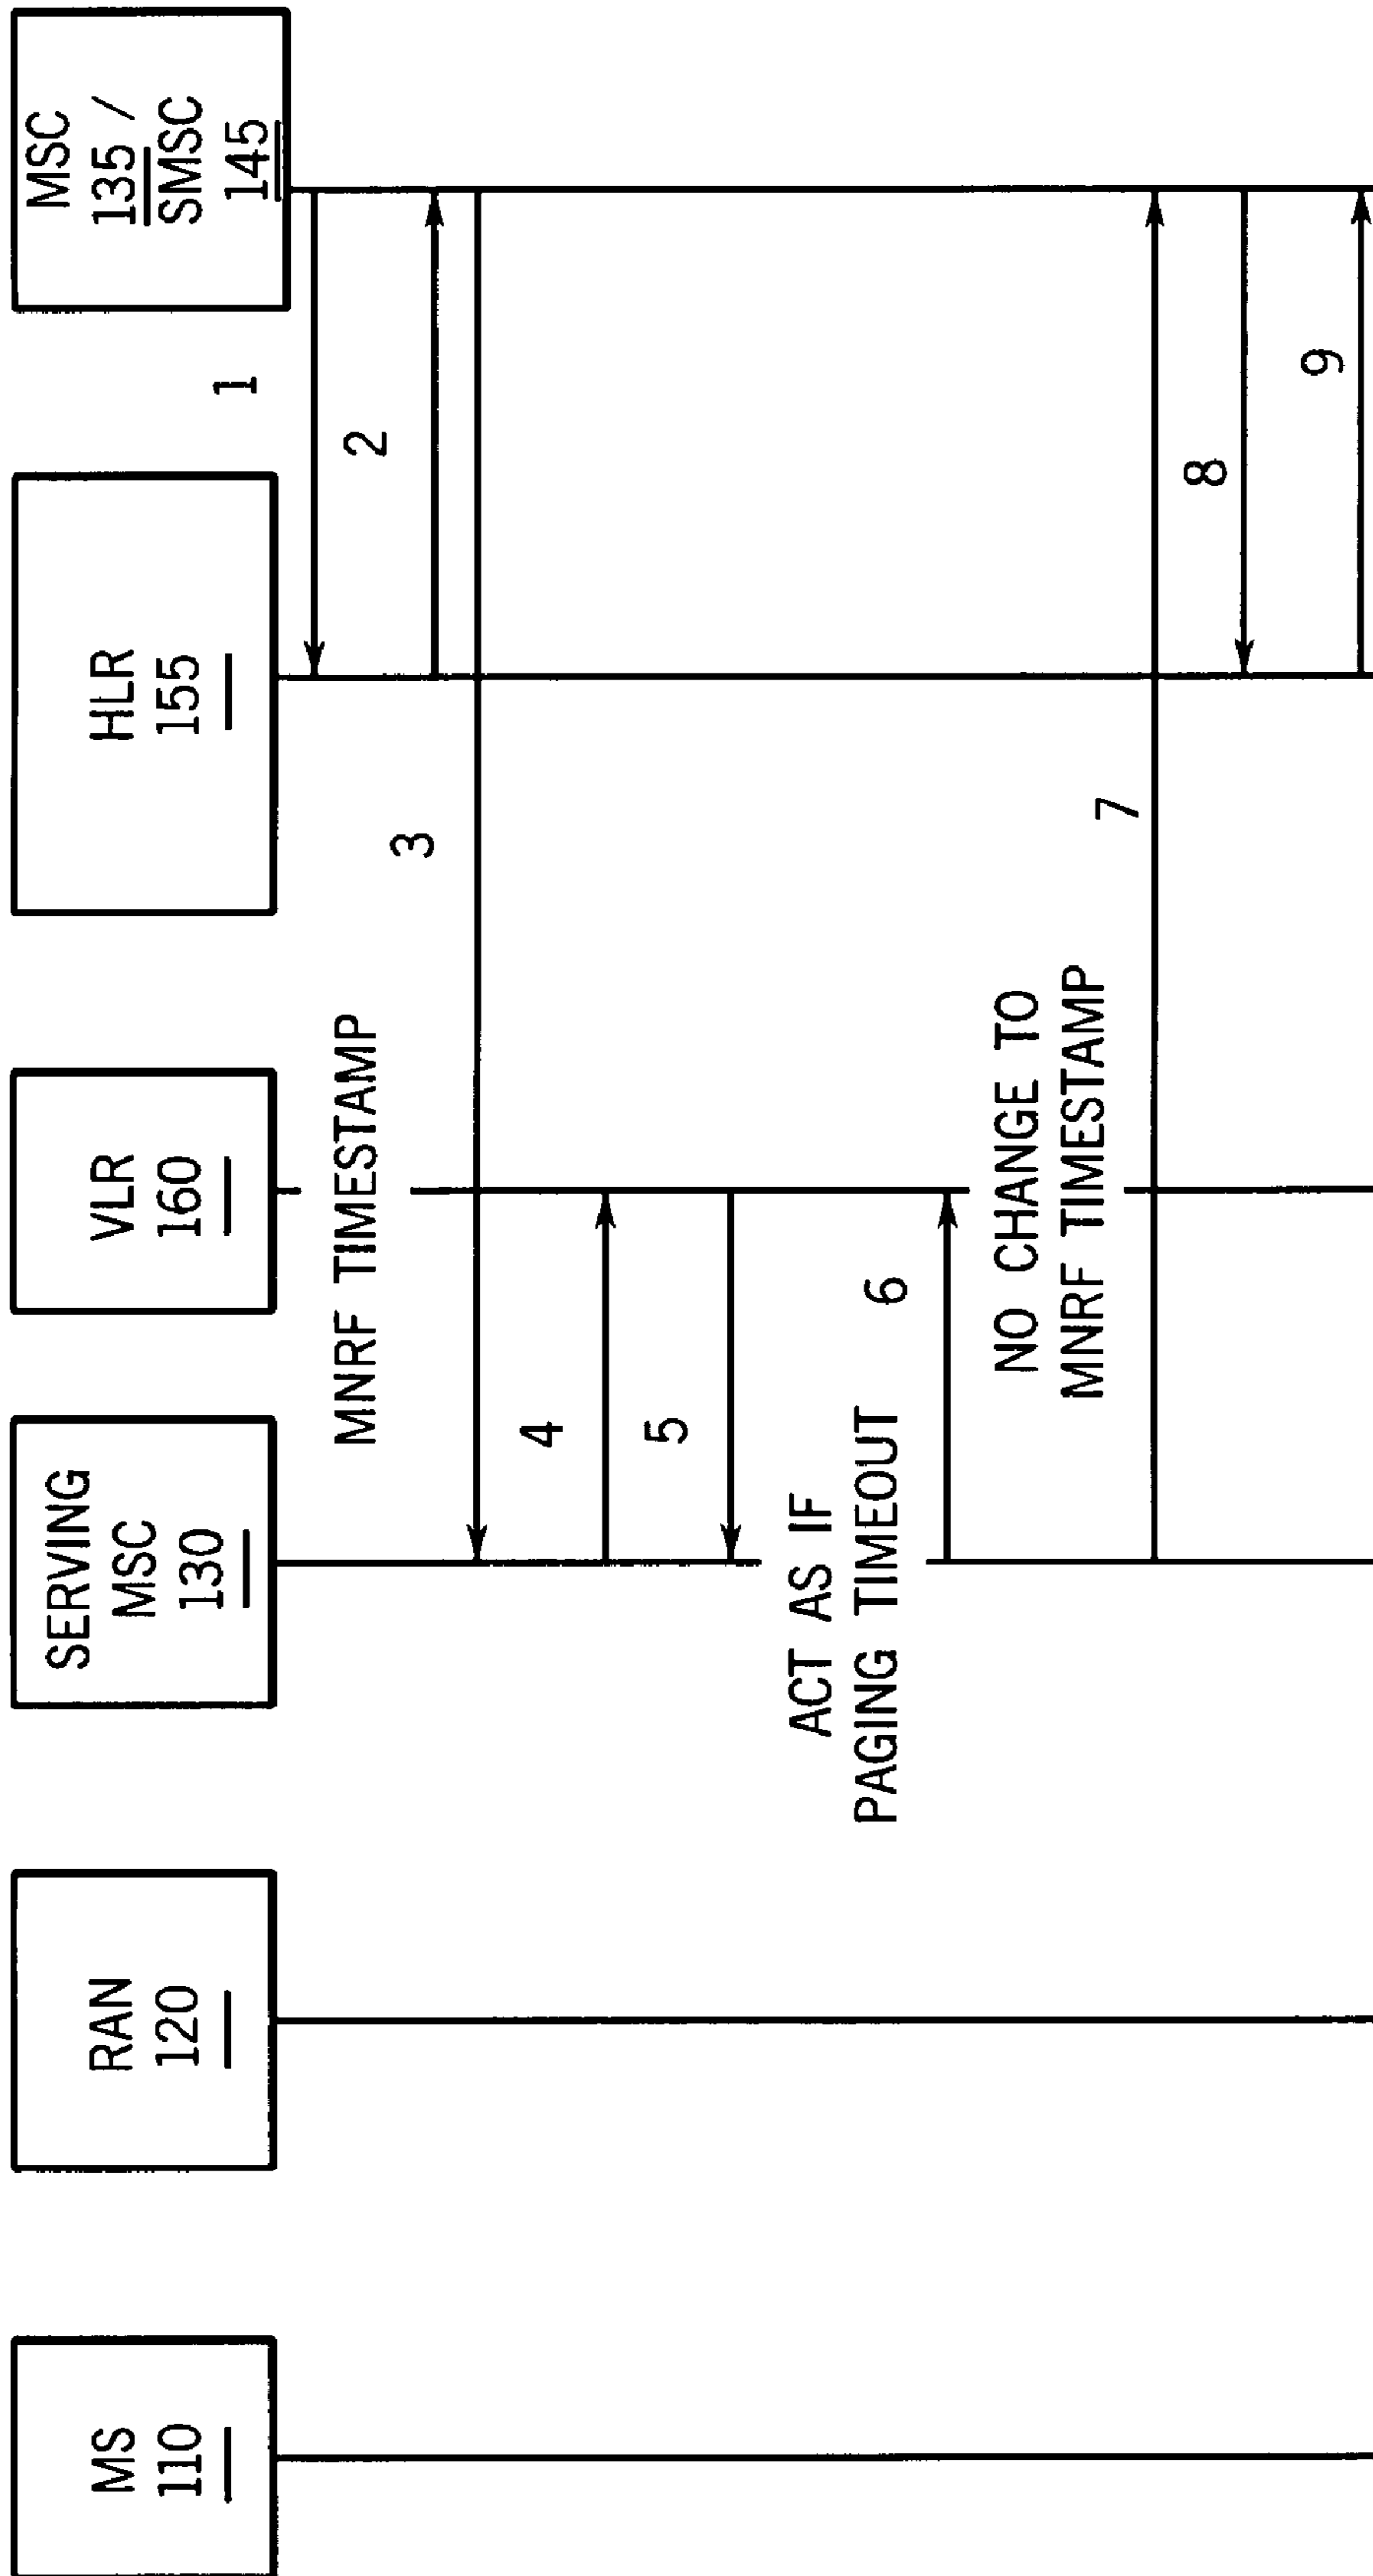 MS
110
RAN
120
SERVING
MSC
130
VLR
160
HLR
155
MSC
135 /
SMSC
145
1
2
MNRF TIMESTAMP
3
4
5
ACT AS IF
PAGING TIMEOUT
6
NO CHANGE TO
MNRF TIMESTAMP
7
8
9